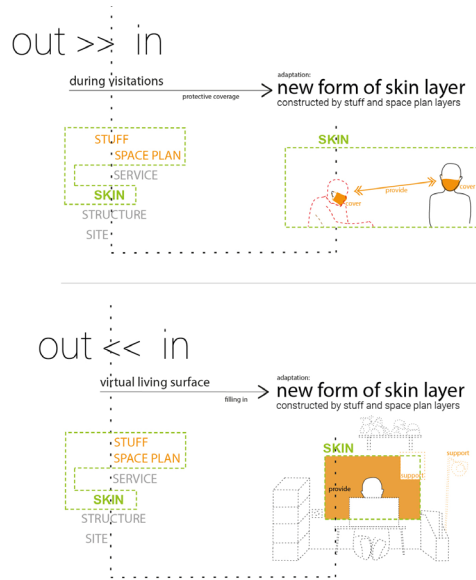 out >> in
during visitations
protective coverage
adaptation:
new form of skin layer
constructed by stuff and space plan layers
STUFF
SPACE PLAN
SERVICE
SKIN
STRUCTURE
SITE
SKIN
cover
provide
cover
out << in
virtual living surface
filling in
adaptation:
new form of skin layer
constructed by stuff and space plan layers
STUFF
SPACE PLAN
SERVICE
SKIN
STRUCTURE
SITE
SKIN
support
support
provide